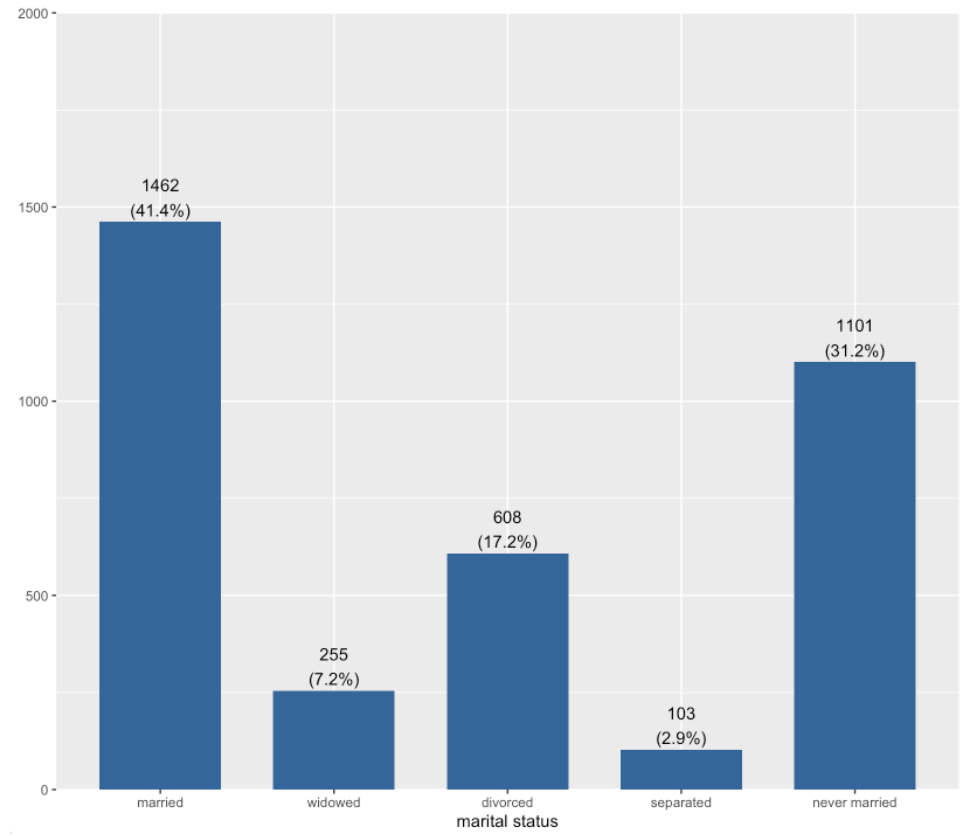 2000
1500
1000
500
0
1462
(41.4%)
255
(7.2%)
608
(17.2%)
103
(2.9%)
1101
(31.2%)
married
widowed
divorced
separated
never married
marital status